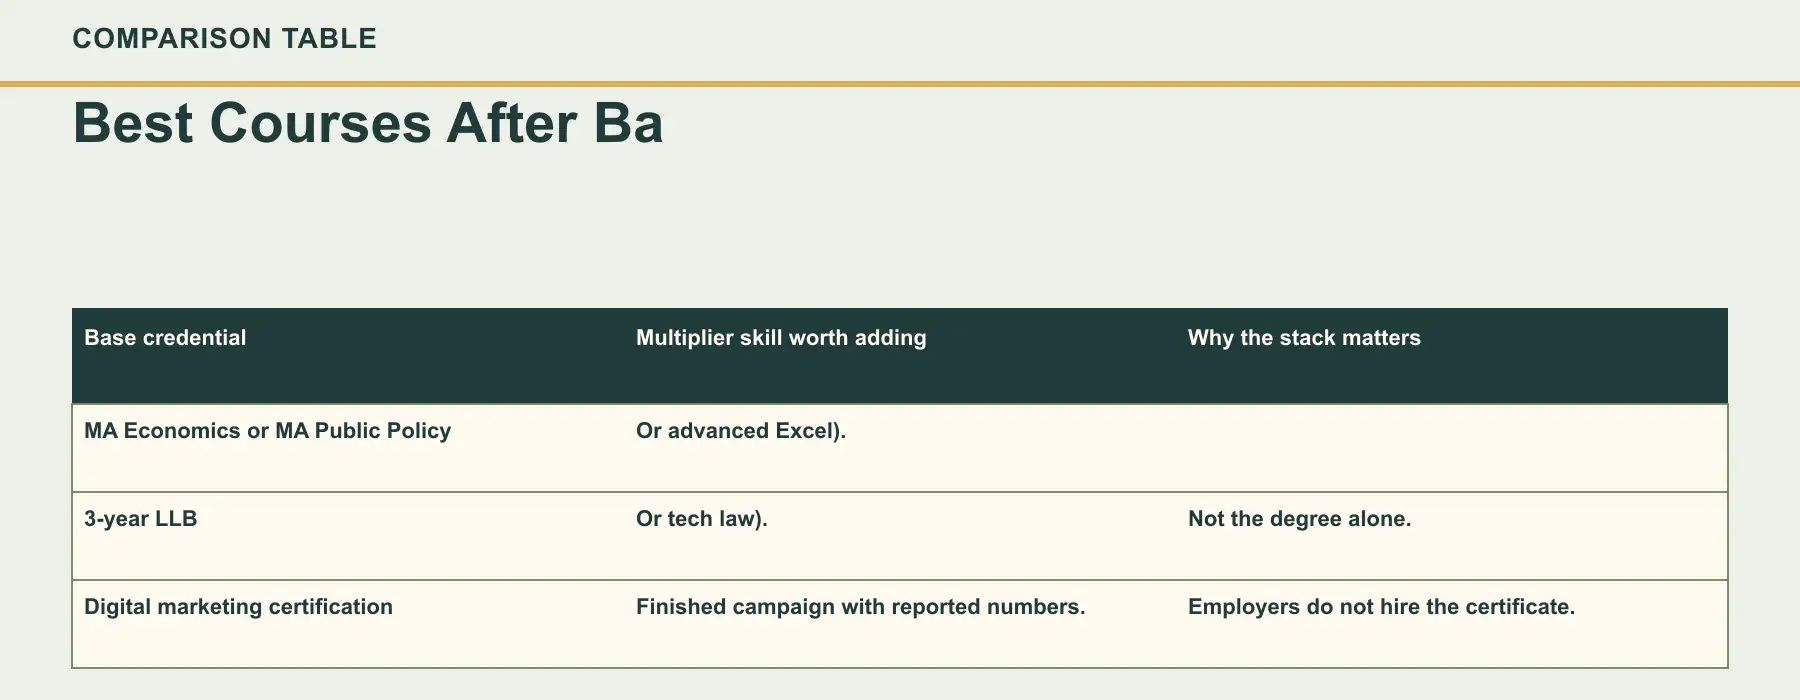 COMPARISON TABLE
Best Courses After Ba
Base credential Multiplier skill worth adding Why the stack matters
MA Economics or MA Public Policy Or advanced Excel).
3-year LLB Or tech law). Not the degree alone.
Digital marketing certification Finished campaign with reported numbers. Employers do not hire the certificate.